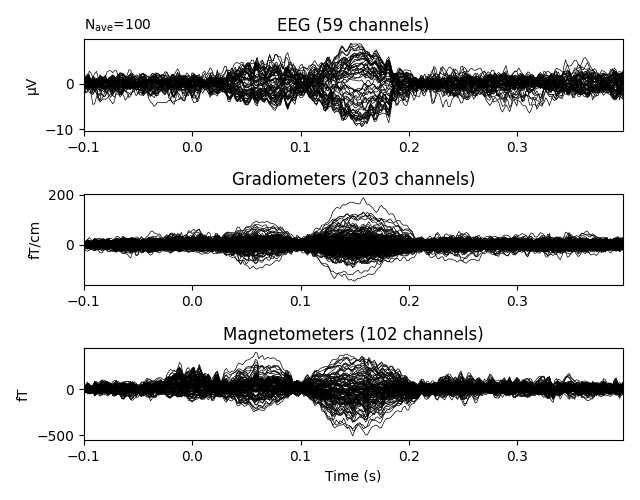 Nave=100
EEG (59 channels)
µV
0
−10
−0.1 0.0 0.1 0.2 0.3
Gradiometers (203 channels)
fT/cm
200
0
−0.1 0.0 0.1 0.2 0.3
Magnetometers (102 channels)
fT
0
−500
−0.1 0.0 0.1 0.2 0.3
Time (s)